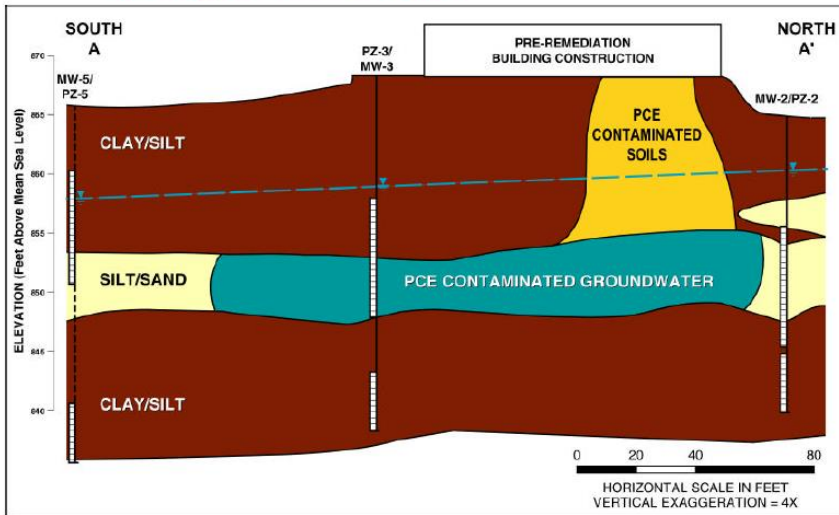 SOUTH
A
NORTH
A'
PRE-REMEDIATION
BUILDING CONSTRUCTION
PZ-3/
MW-3
MW-5/
PZ-5
MW-2/PZ-2
870
865
860
855
850
845
840
ELEVATION (Feet Above Mean Sea Level)
CLAY/SILT
PCE
CONTAMINATED
SOILS
SILT/SAND
PCE CONTAMINATED GROUNDWATER
CLAY/SILT
0 20 40 60 80
HORIZONTAL SCALE IN FEET
VERTICAL EXAGGERATION = 4X